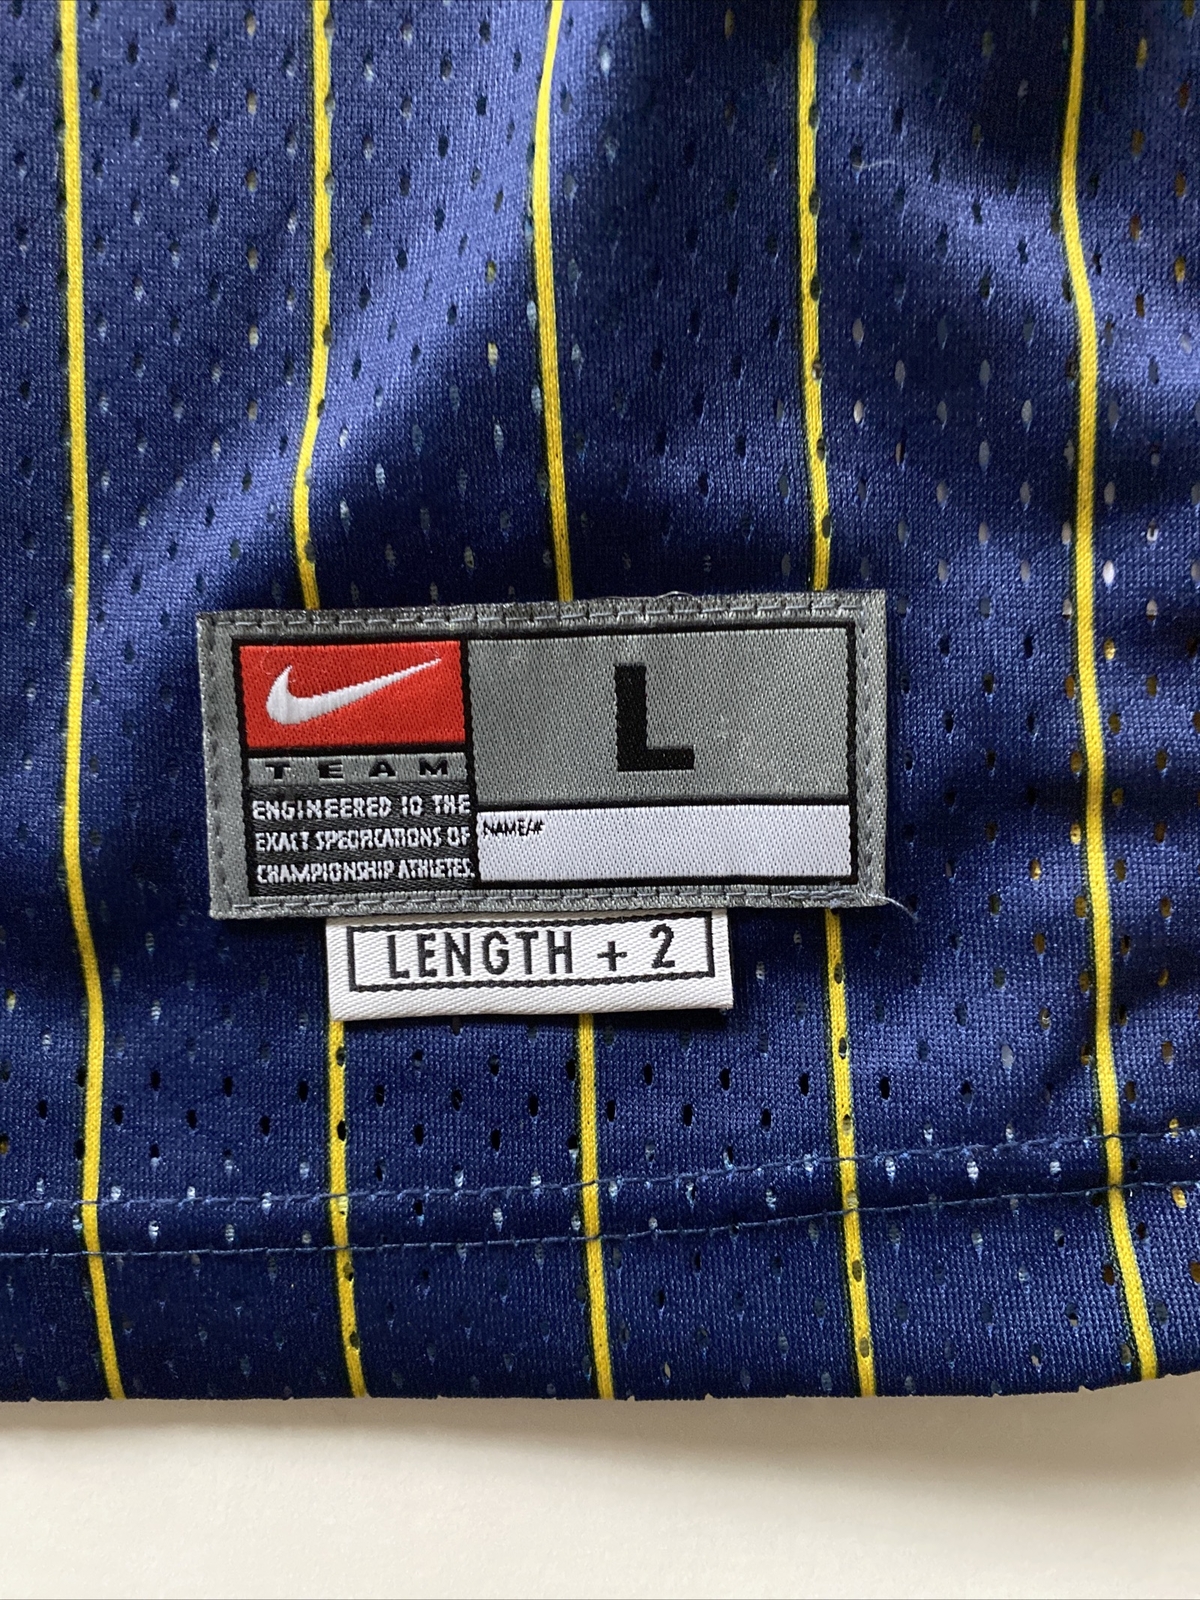 TEAM
ENGINEERED TO THE
EXACT SPECIFICATIONS OF
CHAMPIONSHIP ATHLETES.
L
NAME/#
LENGTH + 2